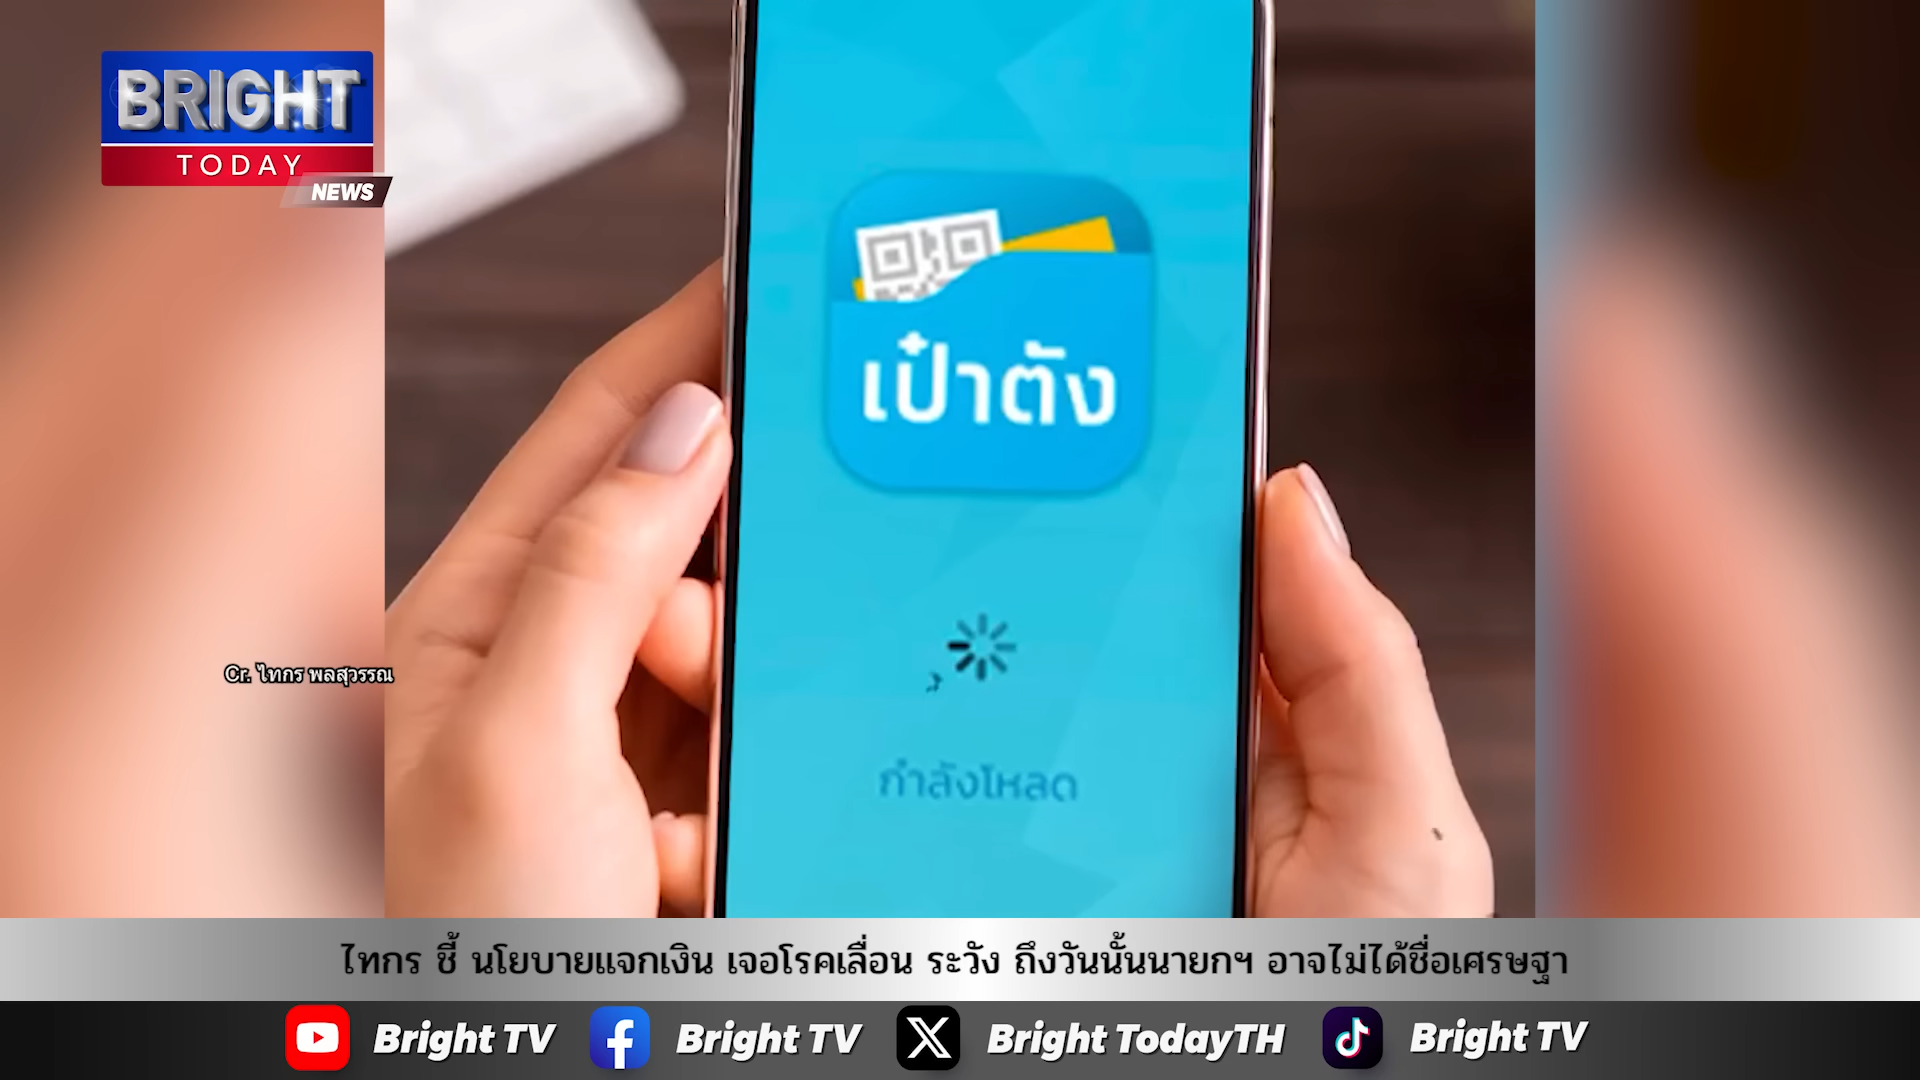 BRIGHT
TODAY
NEWS
เป๋าตัง
กำลังโหลด
Cr. ไทกร พลสุวรรณ
ไทกร ชี้ นโยบายแจกเงิน เจอโรคเลื่อน ระวัง ถึงวันนั้นนายกฯ อาจไม่ได้ชื่อเศรษฐา
Bright TV Bright TV Bright TodayTH Bright TV